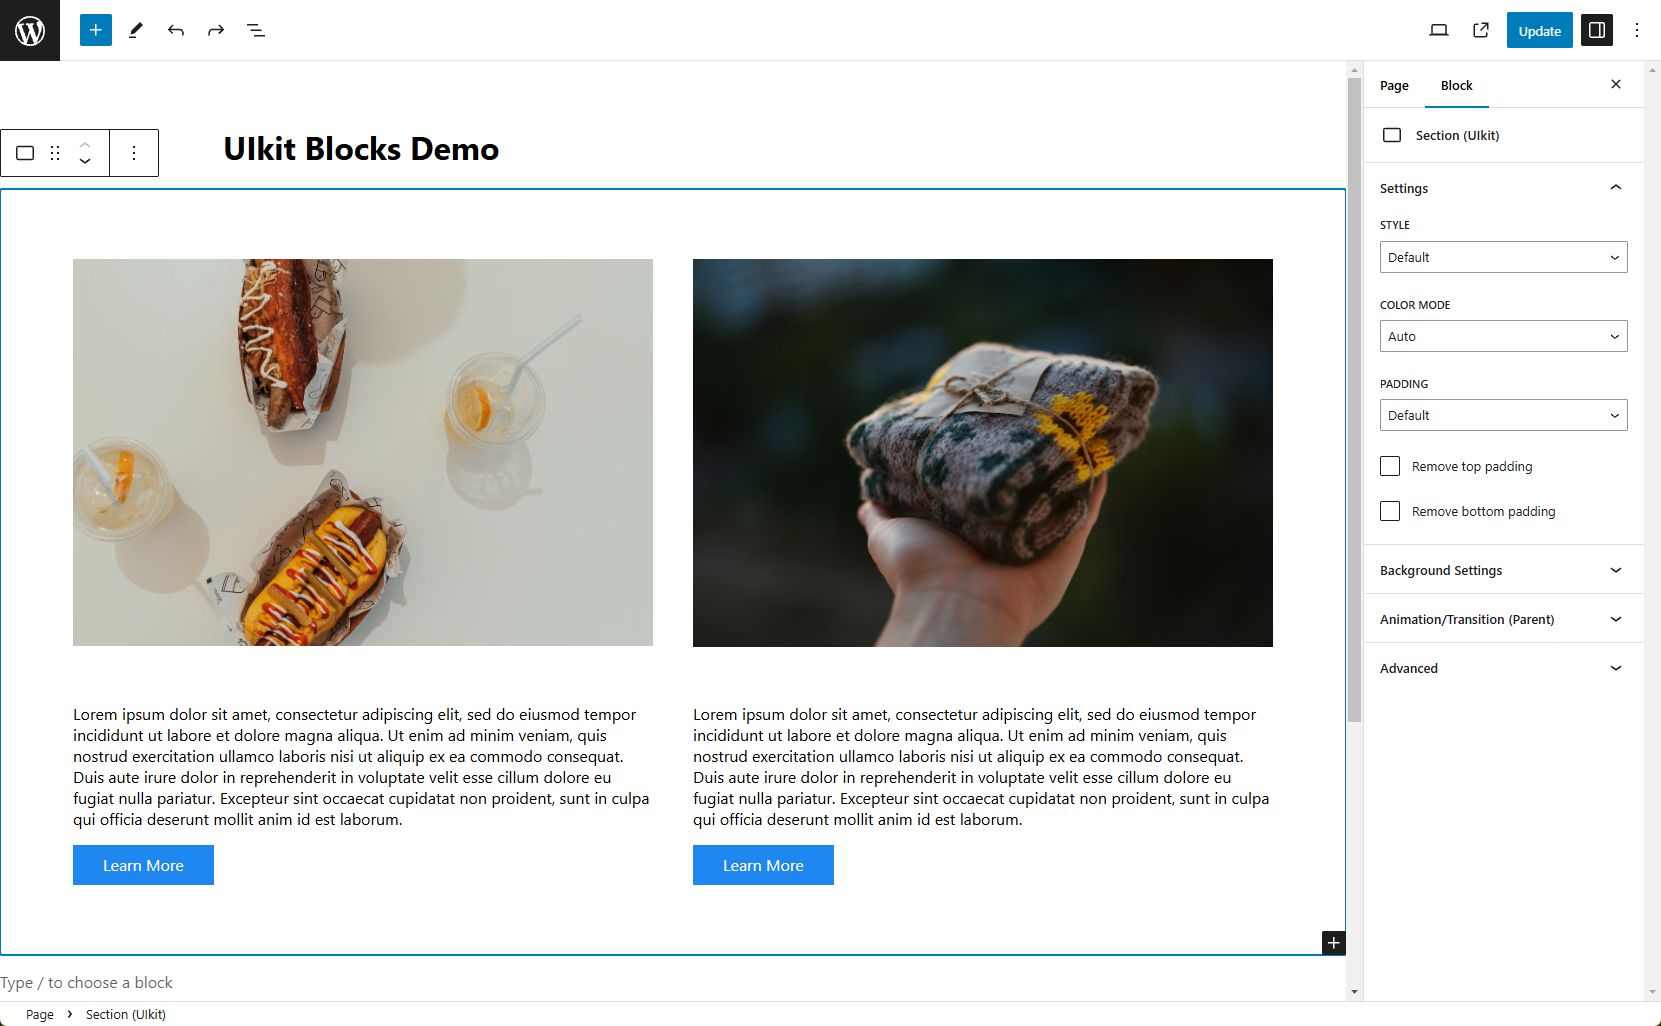 Update
Page
Block
Section (UIkit)
UIkit Blocks Demo
Settings
STYLE
Default
COLOR MODE
Auto
PADDING
Default
Remove top padding
Remove bottom padding
Background Settings
Animation/Transition (Parent)
Advanced
Lorem ipsum dolor sit amet, consectetur adipiscing elit, sed do eiusmod tempor
incididunt ut labore et dolore magna aliqua. Ut enim ad minim veniam, quis
nostrud exercitation ullamco laboris nisi ut aliquip ex ea commodo consequat.
Duis aute irure dolor in reprehenderit in voluptate velit esse cillum dolore eu
fugiat nulla pariatur. Excepteur sint occaecat cupidatat non proident, sunt in culpa
qui officia deserunt mollit anim id est laborum.
Learn More
Lorem ipsum dolor sit amet, consectetur adipiscing elit, sed do eiusmod tempor
incididunt ut labore et dolore magna aliqua. Ut enim ad minim veniam, quis
nostrud exercitation ullamco laboris nisi ut aliquip ex ea commodo consequat.
Duis aute irure dolor in reprehenderit in voluptate velit esse cillum dolore eu
fugiat nulla pariatur. Excepteur sint occaecat cupidatat non proident, sunt in culpa
qui officia deserunt mollit anim id est laborum.
Learn More
Type / to choose a block
Page › Section (UIkit)